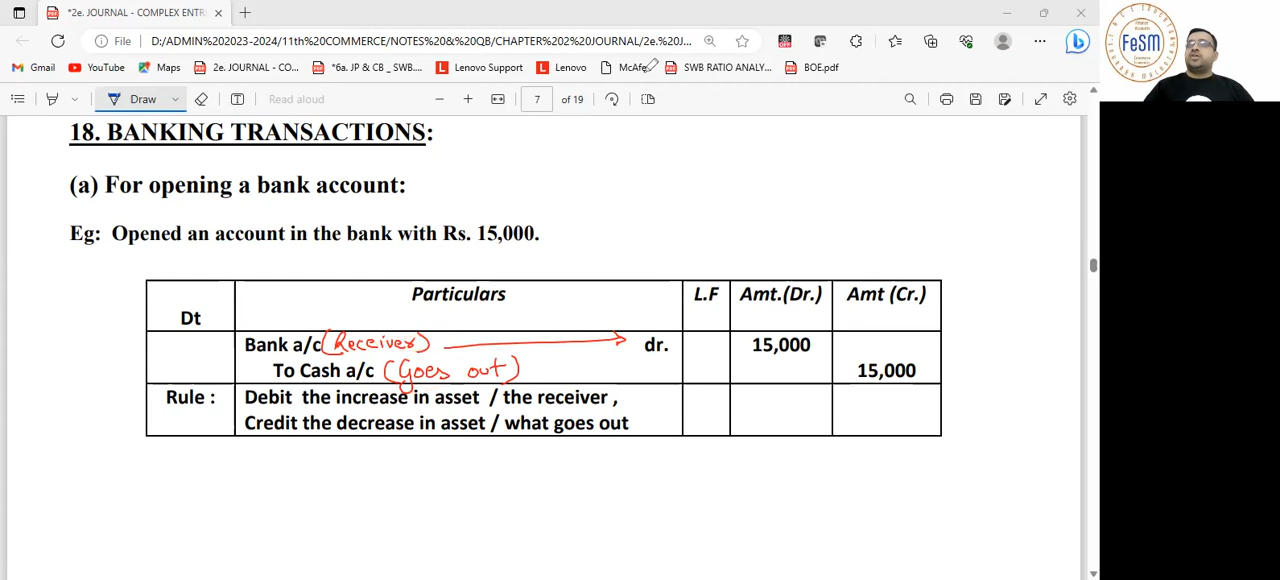 *2e. JOURNAL - COMPLEX ENTR
File D:/ADMIN%202023-2024/11th%20COMMERCE/NOTES%20&%20QB/CHAPTER%202%20JOURNAL/2e.%20J...
Gmail YouTube Maps 2e. JOURNAL - CO... *6a. JP & CB _ SWB.... Lenovo Support Lenovo McAfe SWB RATIO ANALY... BOE.pdf
Draw Read aloud 7 of 19
FeSM
18. BANKING TRANSACTIONS:
(a) For opening a bank account:
Eg: Opened an account in the bank with Rs. 15,000.
Dt Particulars L.F Amt.(Dr.) Amt (Cr.)
Bank a/c (Receiver) dr. 15,000
To Cash a/c (Goes out) 15,000
Rule : Debit the increase in asset / the receiver ,
Credit the decrease in asset / what goes out